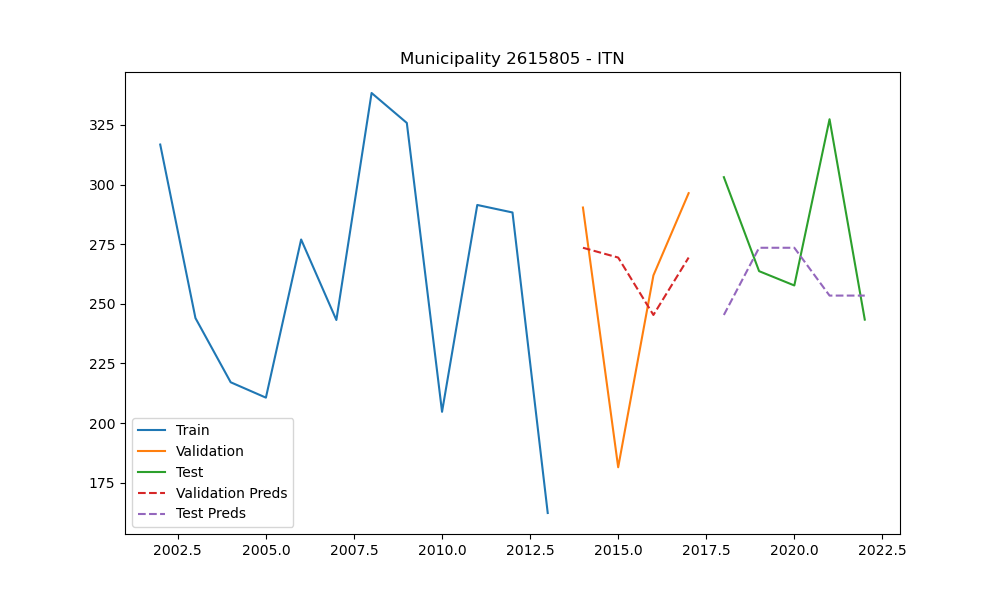 Municipality 2615805 - ITN
325
300
275
250
225
200
175
Train
Validation
Test
Validation Preds
Test Preds
2002.5 2005.0 2007.5 2010.0 2012.5 2015.0 2017.5 2020.0 2022.5